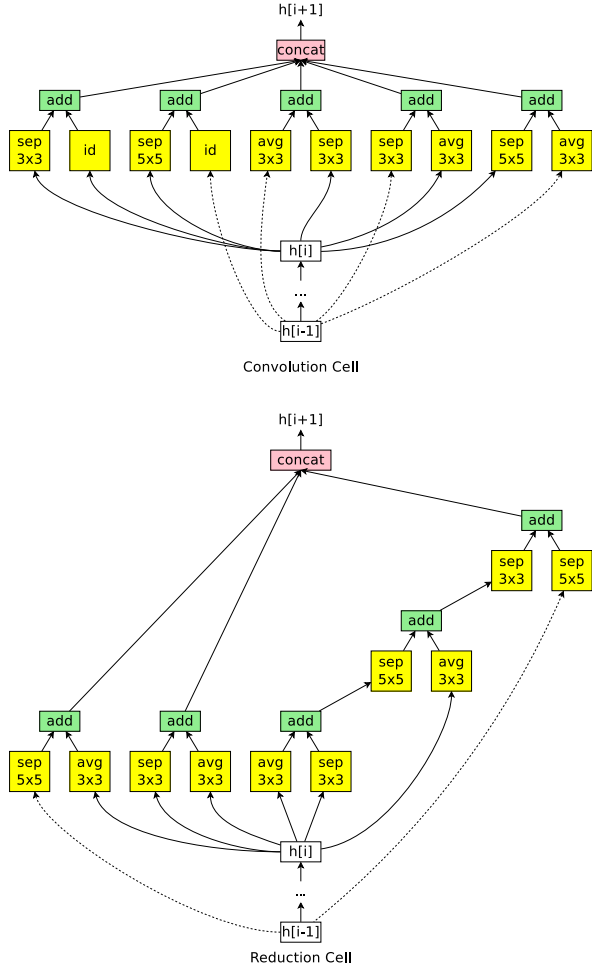 h[i+1]
concat
add add add add add
sep 3x3 id sep 5x5 id avg 3x3 sep 3x3 sep 3x3 avg 3x3 sep 5x5 avg 3x3
h[i]
...
h[i-1]
Convolution Cell
h[i+1]
concat
add
sep 3x3 sep 5x5
add
sep 5x5 avg 3x3
add add add
sep 5x5 avg 3x3 sep 3x3 avg 3x3 avg 3x3 sep 3x3
h[i]
...
h[i-1]
Reduction Cell